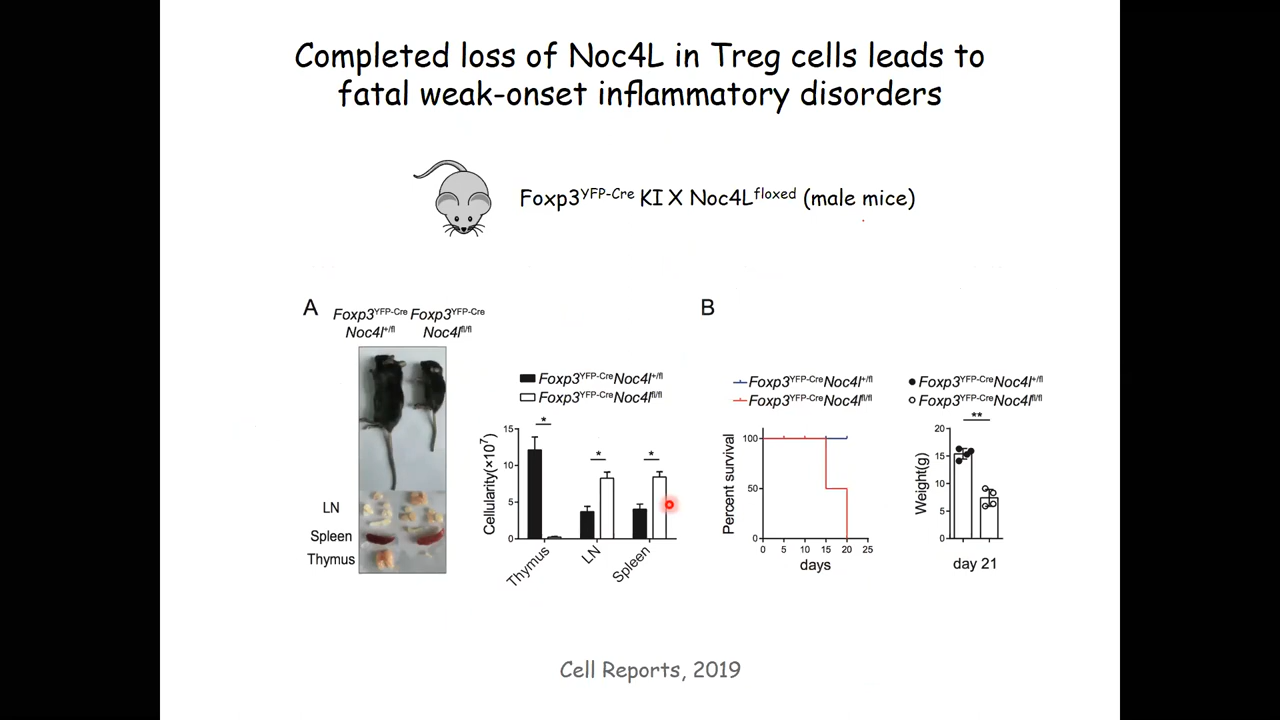 Completed loss of Noc4L in Treg cells leads to
fatal weak-onset inflammatory disorders
Foxp3YFP-Cre KI X Noc4Lfloxed (male mice)
A
Foxp3YFP-Cre Foxp3YFP-Cre
Noc4l+/fl Noc4lfl/fl
LN
Spleen
Thymus
Foxp3YFP-CreNoc4l+/fl
Foxp3YFP-CreNoc4lfl/fl
*
*
*
Cellularity(×10⁷)
15
10
5
0
Thymus
LN
Spleen
B
Foxp3YFP-CreNoc4l+/fl
Foxp3YFP-CreNoc4lfl/fl
Percent survival
100
50
0
0 5 10 15 20 25
days
Foxp3YFP-CreNoc4l+/fl
Foxp3YFP-CreNoc4lfl/fl
**
Weight(g)
20
15
10
5
0
day 21
Cell Reports, 2019